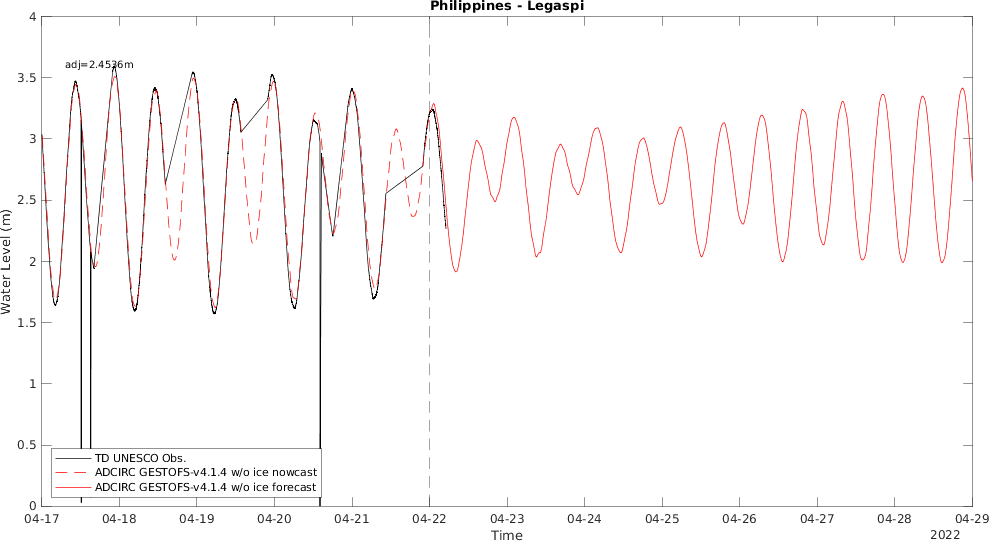 Philippines - Legaspi
adj=2.4536m
Water Level (m)
4
3.5
3
2.5
2
1.5
1
0.5
0
TD UNESCO Obs.
ADCIRC GESTOFS-v4.1.4 w/o ice nowcast
ADCIRC GESTOFS-v4.1.4 w/o ice forecast
04-17 04-18 04-19 04-20 04-21 04-22 04-23 04-24 04-25 04-26 04-27 04-28 04-29
Time
2022